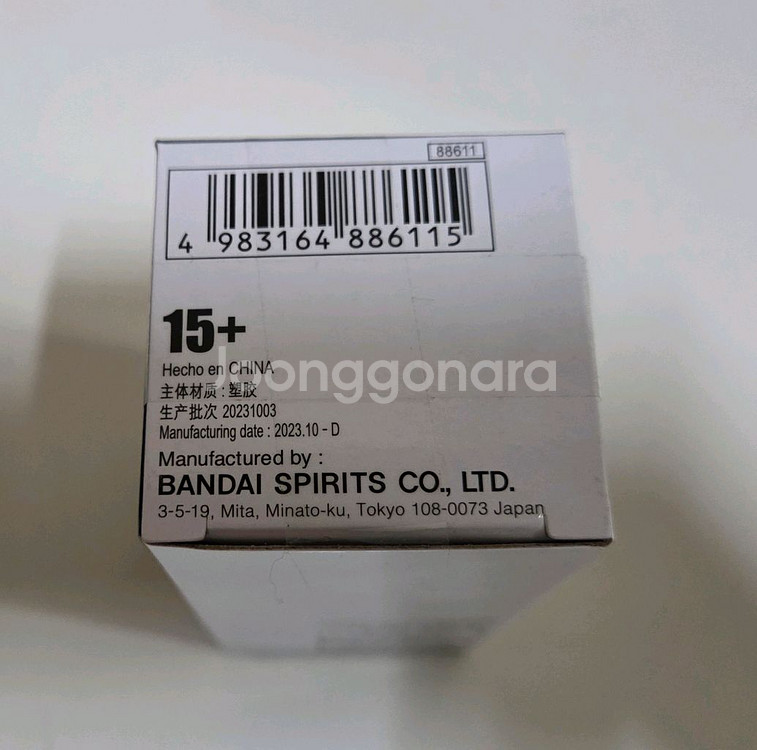 88611
4 983164 886115
15+
Hecho en CHINA
Joonggonara
主体材质 : 塑胶
生产批次 20231003
Manufacturing date : 2023.10 - D
Manufactured by :
BANDAI SPIRITS CO., LTD.
3-5-19, Mita, Minato-ku, Tokyo 108-0073 Japan